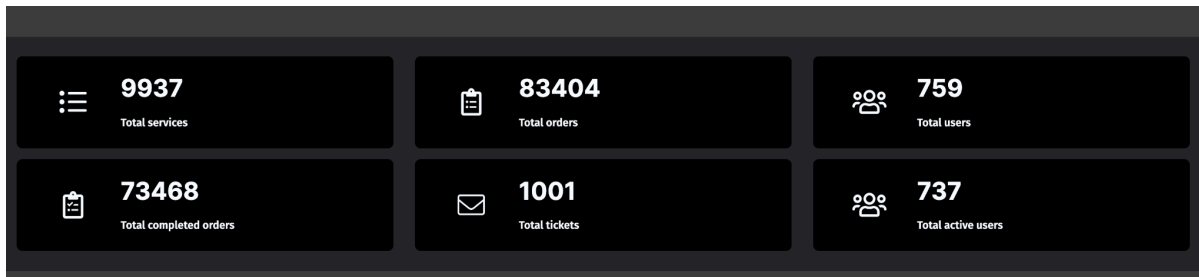 9937
Total services
83404
Total orders
759
Total users
73468
Total completed orders
1001
Total tickets
737
Total active users